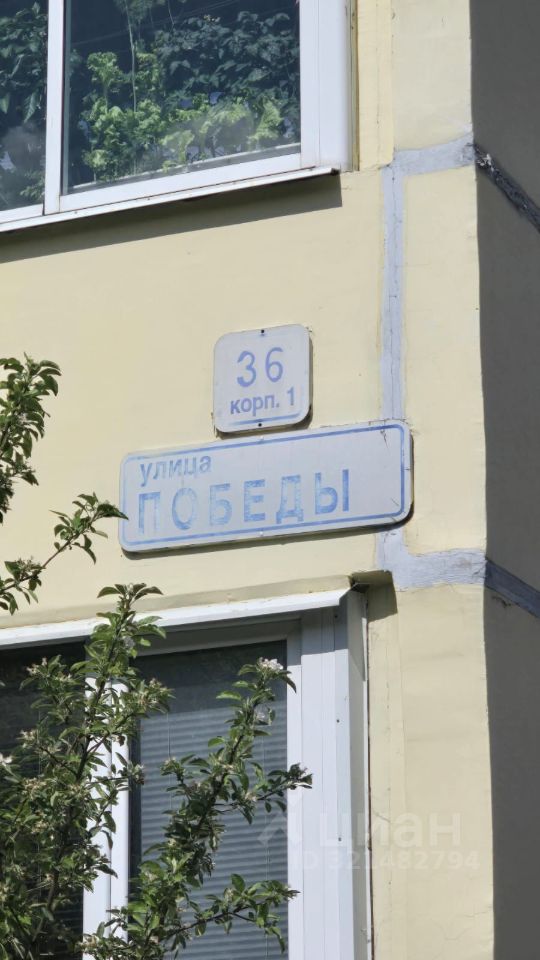 36
корп. 1
улица
ПОБЕДЫ
циан
ID 321482794